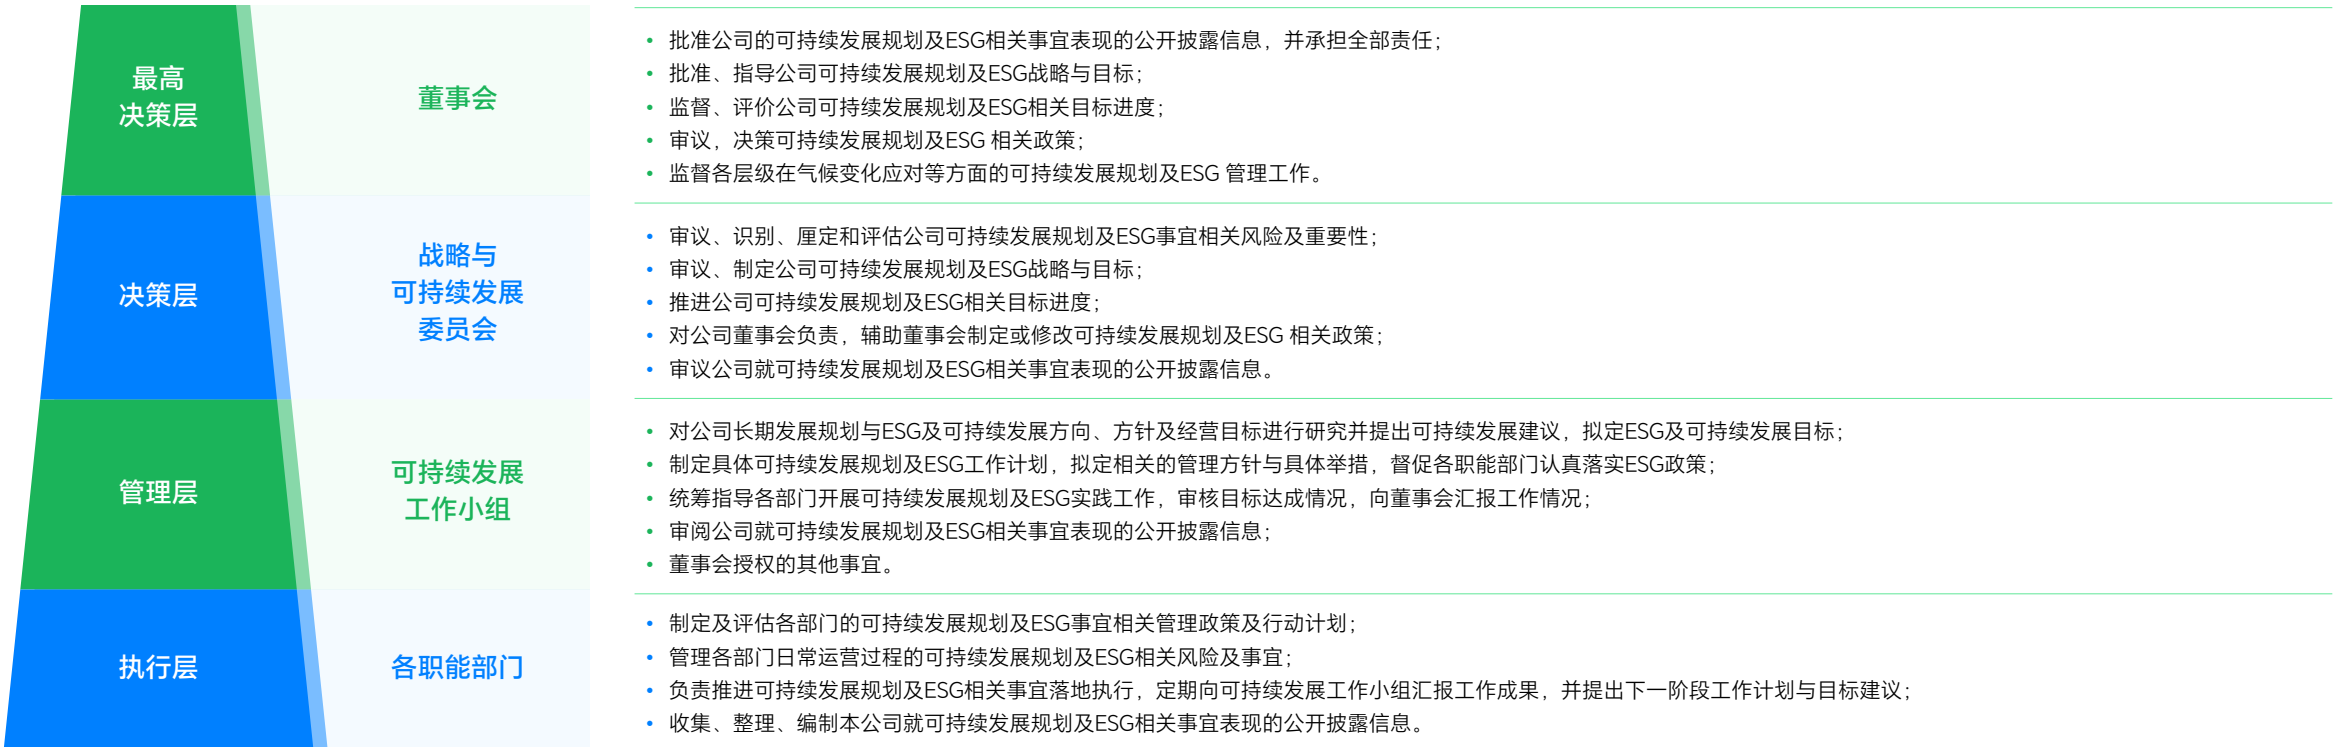 最高
决策层
董事会
• 批准公司的可持续发展规划及ESG相关事宜表现的公开披露信息，并承担全部责任；
• 批准、指导公司可持续发展规划及ESG战略与目标；
• 监督、评价公司可持续发展规划及ESG相关目标进度；
• 审议，决策可持续发展规划及ESG 相关政策；
• 监督各层级在气候变化应对等方面的可持续发展规划及ESG 管理工作。
决策层
战略与
可持续发展
委员会
• 审议、识别、厘定和评估公司可持续发展规划及ESG事宜相关风险及重要性；
• 审议、制定公司可持续发展规划及ESG战略与目标；
• 推进公司可持续发展规划及ESG相关目标进度；
• 对公司董事会负责，辅助董事会制定或修改可持续发展规划及ESG 相关政策；
• 审议公司就可持续发展规划及ESG相关事宜表现的公开披露信息。
管理层
可持续发展
工作小组
• 对公司长期发展规划与ESG及可持续发展方向、方针及经营目标进行研究并提出可持续发展建议，拟定ESG及可持续发展目标；
• 制定具体可持续发展规划及ESG工作计划，拟定相关的管理方针与具体举措，督促各职能部门认真落实ESG政策；
• 统筹指导各部门开展可持续发展规划及ESG实践工作，审核目标达成情况，向董事会汇报工作情况；
• 审阅公司就可持续发展规划及ESG相关事宜表现的公开披露信息；
• 董事会授权的其他事宜。
执行层
各职能部门
• 制定及评估各部门的可持续发展规划及ESG事宜相关管理政策及行动计划；
• 管理各部门日常运营过程的可持续发展规划及ESG相关风险及事宜；
• 负责推进可持续发展规划及ESG相关事宜落地执行，定期向可持续发展工作小组汇报工作成果，并提出下一阶段工作计划与目标建议；
• 收集、整理、编制本公司就可持续发展规划及ESG相关事宜表现的公开披露信息。